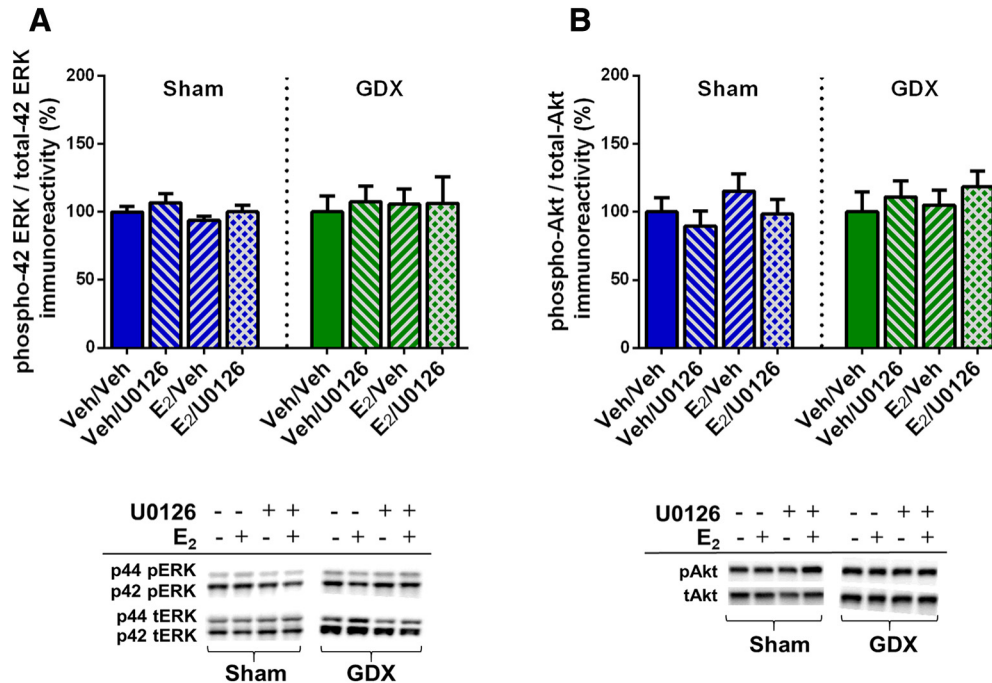 A
phospho-42 ERK / total-42 ERK
immunoreactivity (%)
200
150
100
50
0
Sham
GDX
Veh/Veh
Veh/U0126
E2/Veh
E2/U0126
Veh/Veh
Veh/U0126
E2/Veh
E2/U0126
U0126 - - + + - - + +
E2 - + - + - + - +
p44 pERK
p42 pERK
p44 tERK
p42 tERK
Sham
GDX
B
phospho-Akt / total-Akt
immunoreactivity (%)
200
150
100
50
0
Sham
GDX
Veh/Veh
Veh/U0126
E2/Veh
E2/U0126
Veh/Veh
Veh/U0126
E2/Veh
E2/U0126
U0126 - - + + - - + +
E2 - + - + - + - +
pAkt
tAkt
Sham
GDX